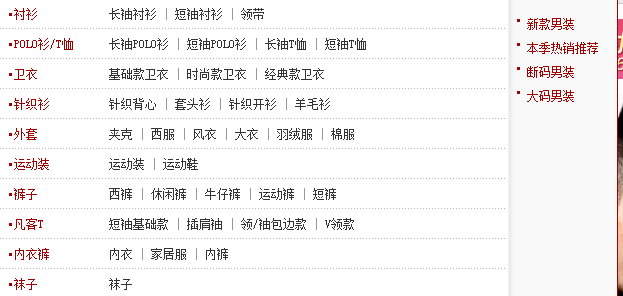 ▪衬衫 长袖衬衫 | 短袖衬衫 | 领带
▪POLO衫/T恤 长袖POLO衫 | 短袖POLO衫 | 长袖T恤 | 短袖T恤
▪卫衣 基础款卫衣 | 时尚款卫衣 | 经典款卫衣
▪针织衫 针织背心 | 套头衫 | 针织开衫 | 羊毛衫
▪外套 夹克 | 西服 | 风衣 | 大衣 | 羽绒服 | 棉服
▪运动装 运动装 | 运动鞋
▪裤子 西裤 | 休闲裤 | 牛仔裤 | 运动裤 | 短裤
▪凡客T 短袖基础款 | 插肩袖 | 领/袖包边款 | V领款
▪内衣裤 内衣 | 家居服 | 内裤
▪袜子 袜子
▪新款男装
▪本季热销推荐
▪断码男装
▪大码男装